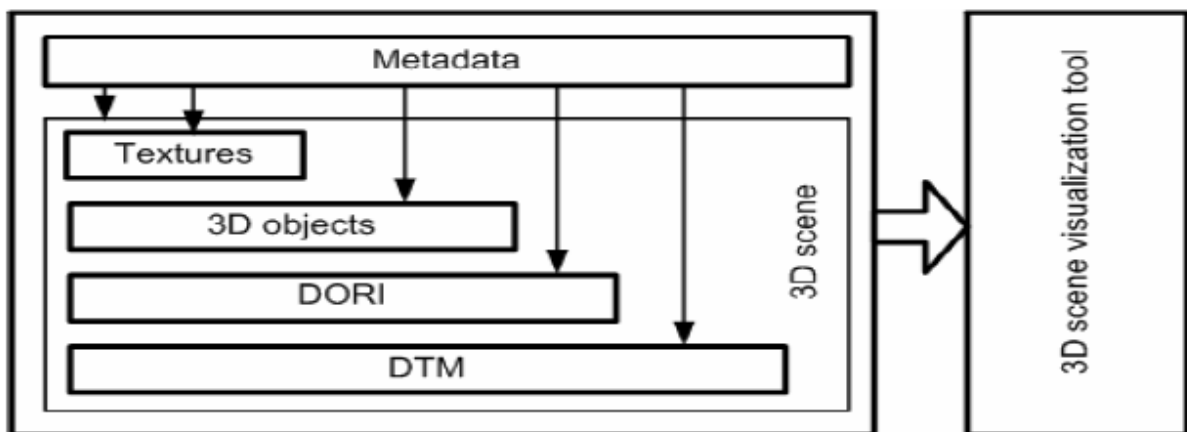 Metadata
Textures
3D objects
DORI
DTM
3D scene
3D scene visualization tool